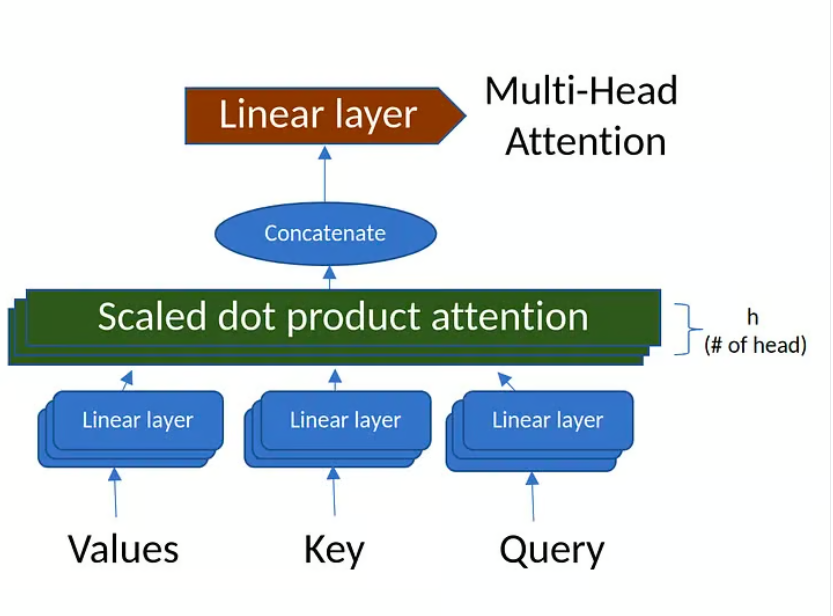 Linear layer
Multi-Head
Attention
Concatenate
Scaled dot product attention
h
(# of head)
Linear layer
Linear layer
Linear layer
Values
Key
Query